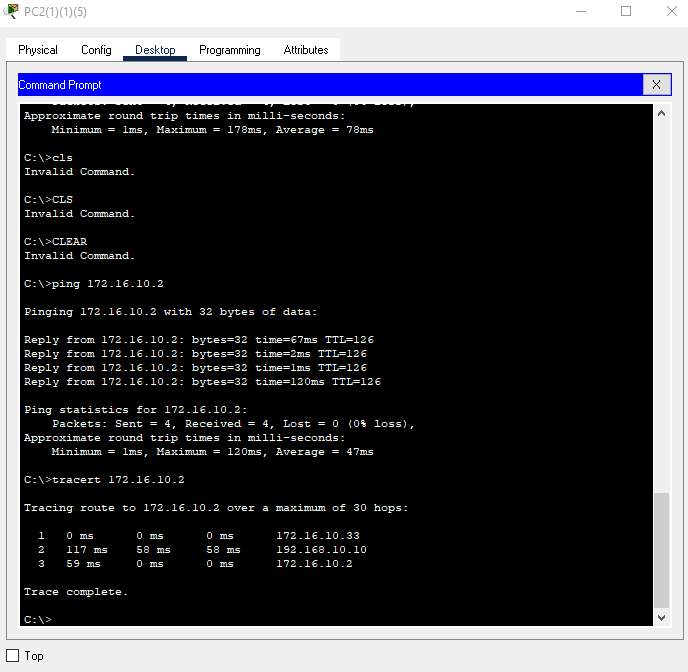 PC2(1)(1)(5)
Physical Config Desktop Programming Attributes
Command Prompt X
Packets: Sent = 4, Received = 4, Lost = 0 (0% loss),
Approximate round trip times in milli-seconds:
Minimum = 1ms, Maximum = 178ms, Average = 78ms
C:\>cls
Invalid Command.
C:\>CLS
Invalid Command.
C:\>CLEAR
Invalid Command.
C:\>ping 172.16.10.2
Pinging 172.16.10.2 with 32 bytes of data:
Reply from 172.16.10.2: bytes=32 time=67ms TTL=126
Reply from 172.16.10.2: bytes=32 time=2ms TTL=126
Reply from 172.16.10.2: bytes=32 time=1ms TTL=126
Reply from 172.16.10.2: bytes=32 time=120ms TTL=126
Ping statistics for 172.16.10.2:
Packets: Sent = 4, Received = 4, Lost = 0 (0% loss),
Approximate round trip times in milli-seconds:
Minimum = 1ms, Maximum = 120ms, Average = 47ms
C:\>tracert 172.16.10.2
Tracing route to 172.16.10.2 over a maximum of 30 hops:
1 0 ms 0 ms 0 ms 172.16.10.33
2 117 ms 58 ms 58 ms 192.168.10.10
3 59 ms 0 ms 0 ms 172.16.10.2
Trace complete.
C:\>
Top